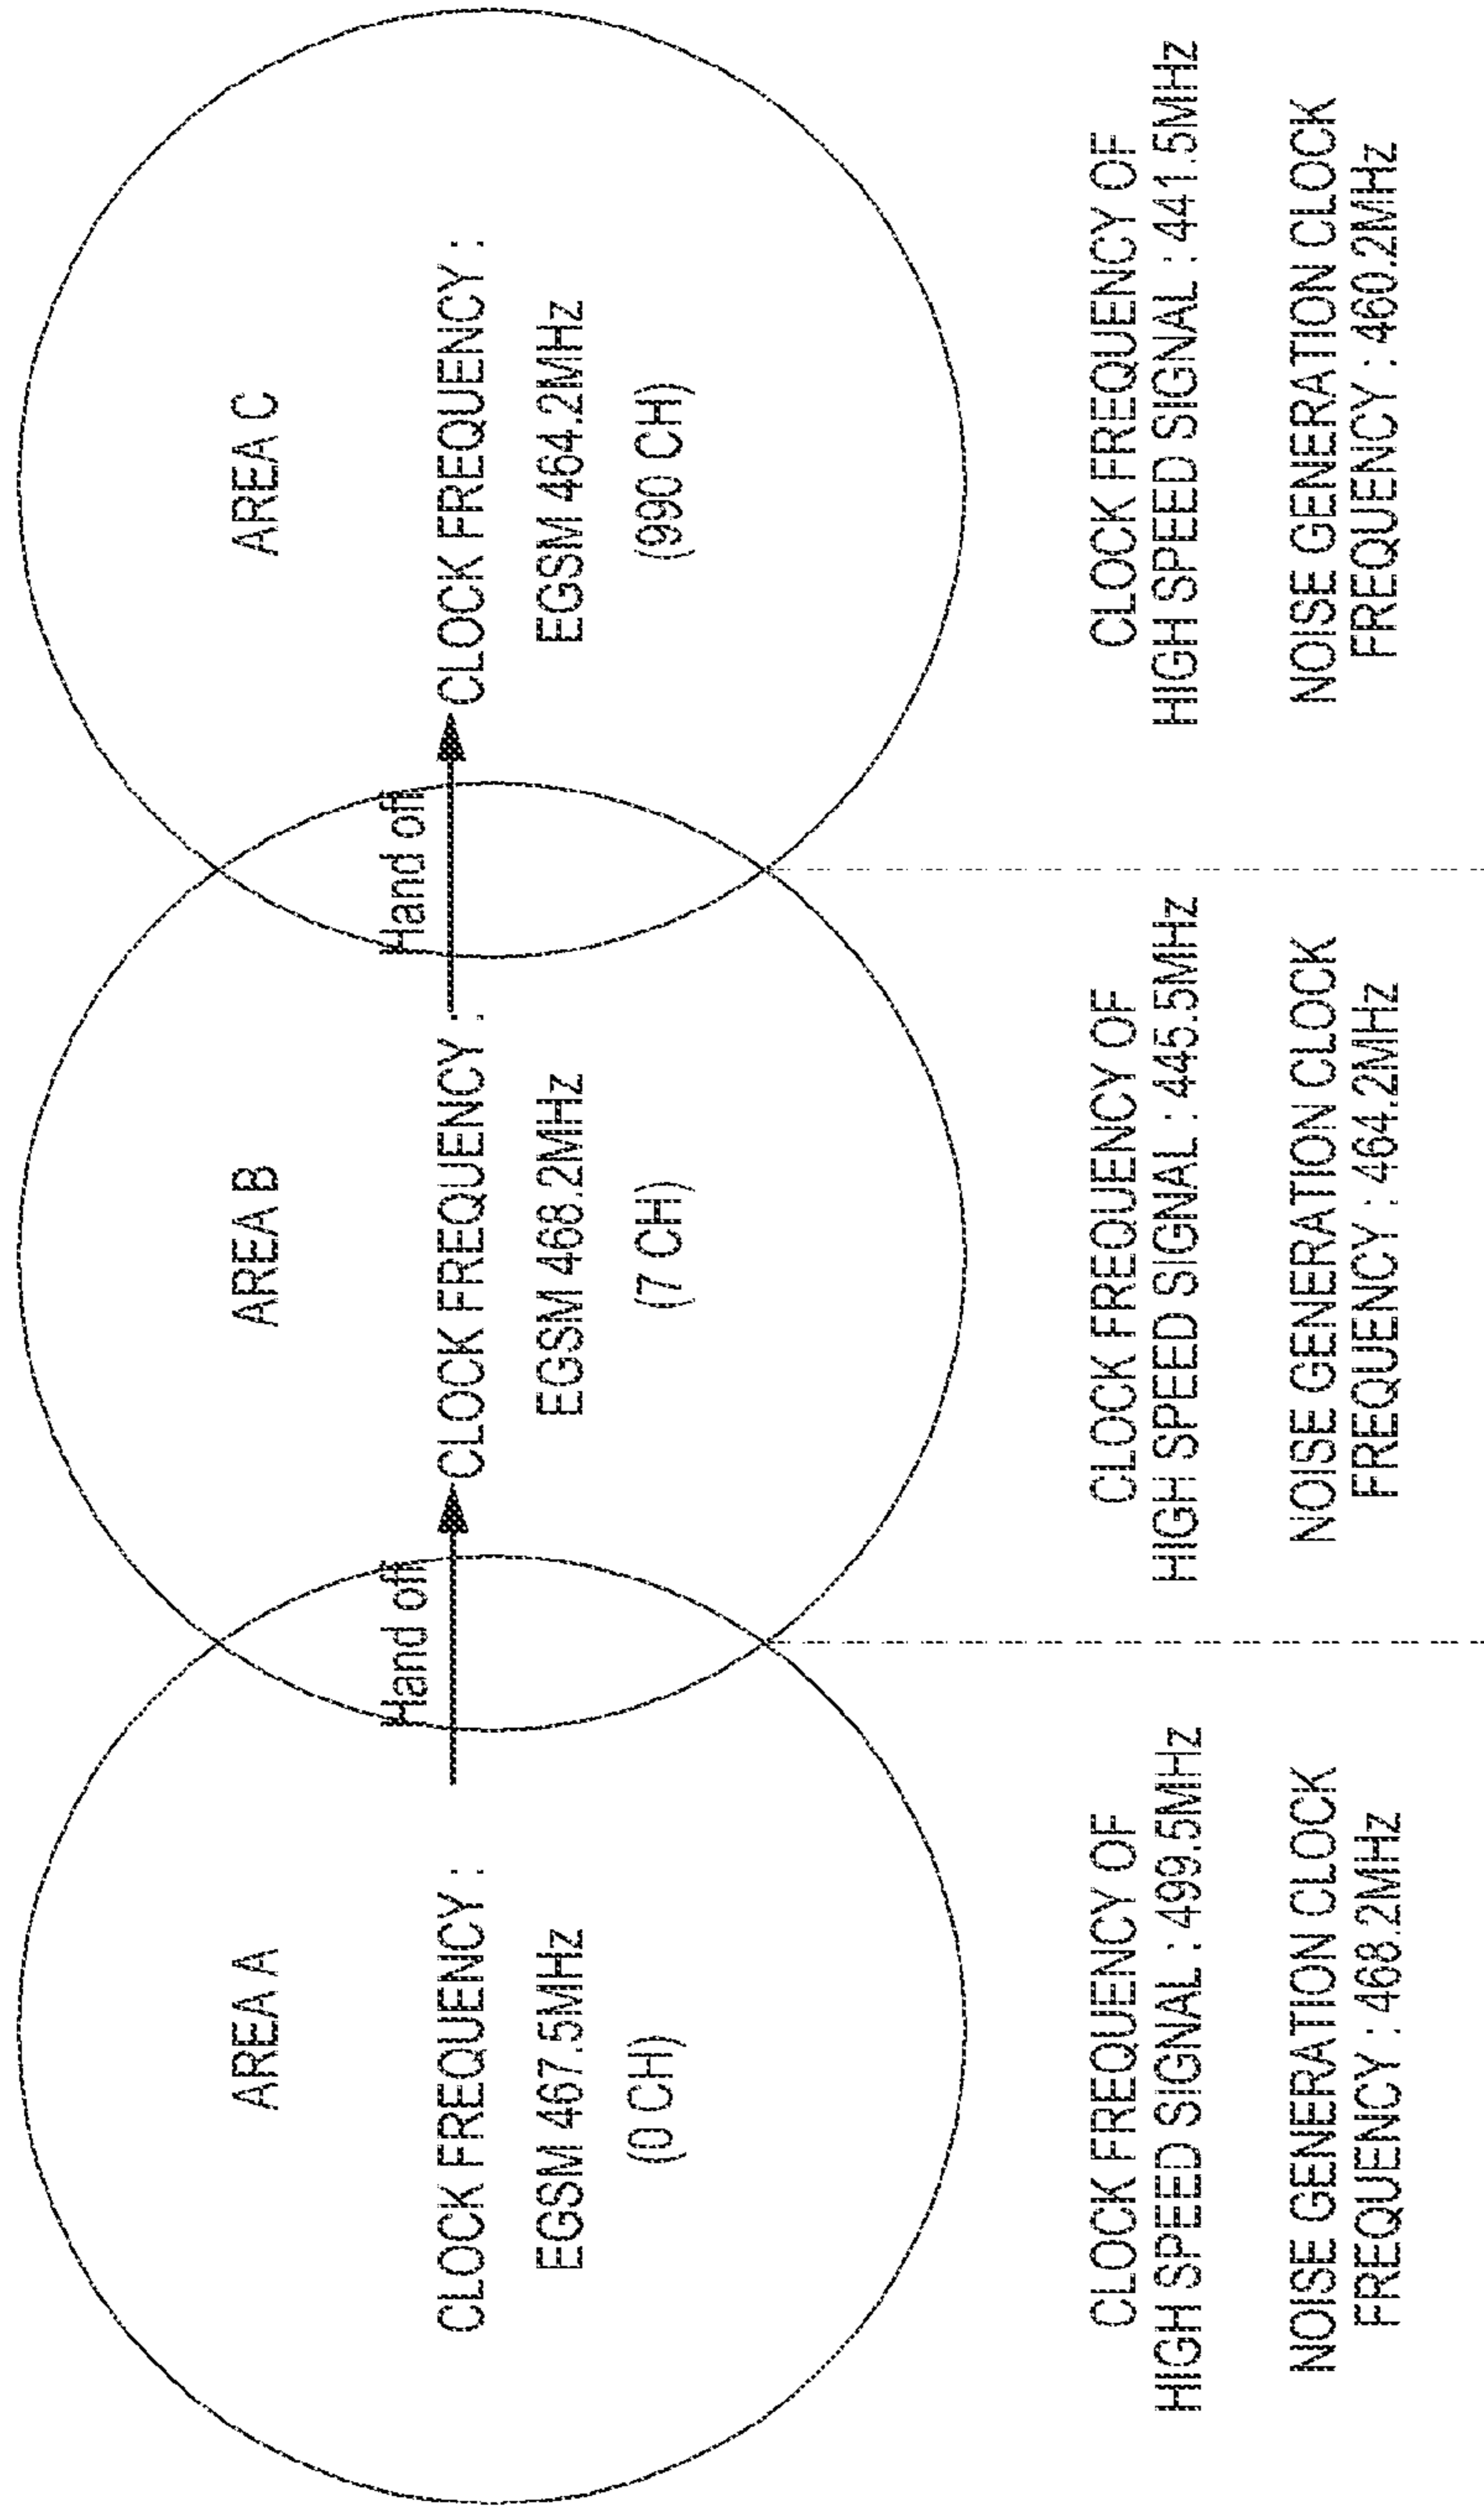 AREA A
CLOCK FREQUENCY :
EGSM 467.5MHz
(0 CH)
Hand off
AREA B
CLOCK FREQUENCY :
EGSM 468.2MHz
(7 CH)
Hand off
AREA C
CLOCK FREQUENCY :
EGSM 464.2MHz
(990 CH)
CLOCK FREQUENCY OF
HIGH SPEED SIGNAL : 499.5MHz
NOISE GENERATION CLOCK
FREQUENCY : 468.2MHz
CLOCK FREQUENCY OF
HIGH SPEED SIGNAL : 445.5MHz
NOISE GENERATION CLOCK
FREQUENCY : 464.2MHz
CLOCK FREQUENCY OF
HIGH SPEED SIGNAL : 441.5MHz
NOISE GENERATION CLOCK
FREQUENCY : 460.2MHz